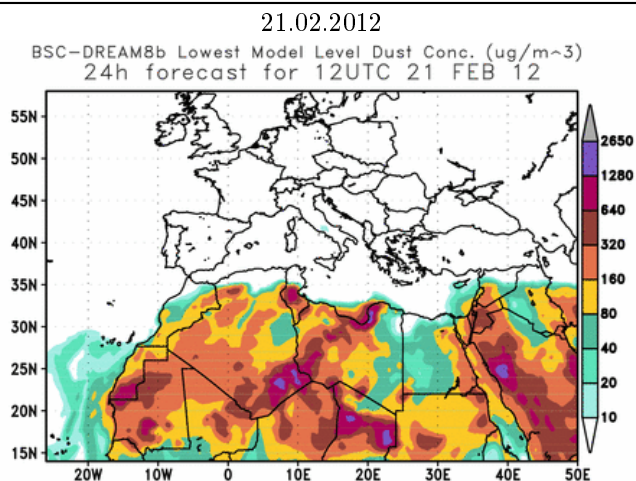 21.02.2012
BSC-DREAM8b Lowest Model Level Dust Conc. (ug/m^3)
24h forecast for 12UTC 21 FEB 12
55N
50N
45N
40N
35N
30N
25N
20N
15N
20W 10W 0 10E 20E 30E 40E 50E
2650
1280
640
320
160
80
40
20
10